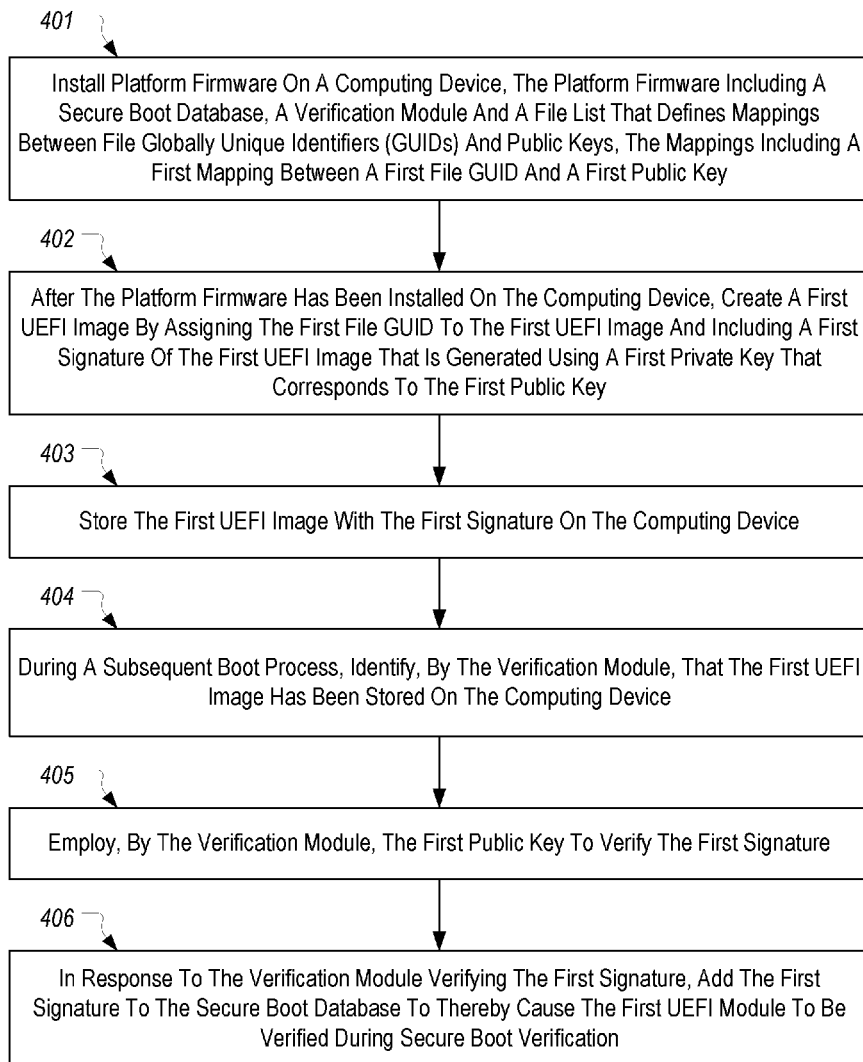 401
Install Platform Firmware On A Computing Device, The Platform Firmware Including A
Secure Boot Database, A Verification Module And A File List That Defines Mappings
Between File Globally Unique Identifiers (GUIDs) And Public Keys, The Mappings Including A
First Mapping Between A First File GUID And A First Public Key
402
After The Platform Firmware Has Been Installed On The Computing Device, Create A First
UEFI Image By Assigning The First File GUID To The First UEFI Image And Including A First
Signature Of The First UEFI Image That Is Generated Using A First Private Key That
Corresponds To The First Public Key
403
Store The First UEFI Image With The First Signature On The Computing Device
404
During A Subsequent Boot Process, Identify, By The Verification Module, That The First UEFI
Image Has Been Stored On The Computing Device
405
Employ, By The Verification Module, The First Public Key To Verify The First Signature
406
In Response To The Verification Module Verifying The First Signature, Add The First
Signature To The Secure Boot Database To Thereby Cause The First UEFI Module To Be
Verified During Secure Boot Verification